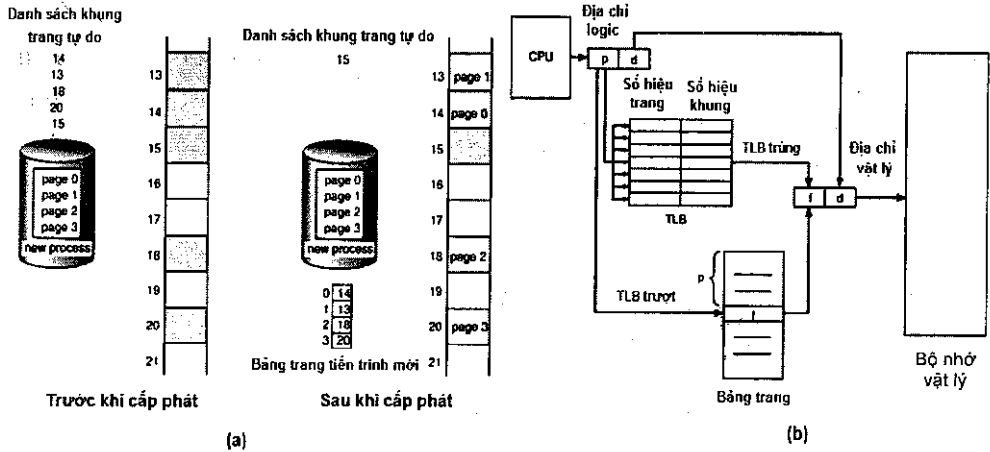 Danh sách khung
trang tự do
14
13
18
20
15
page 0
page 1
page 2
page 3
new process
13
14
15
16
17
18
19
20
21
Trước khi cấp phát
Danh sách khung trang tự do
15
page 0
page 1
page 2
page 3
new process
0 14
1 13
2 18
3 20
Bảng trang tiến trình mới
13 page 1
14 page 0
15
16
17
18 page 2
19
20 page 3
21
Sau khi cấp phát
(a)
CPU
Địa chỉ
logic
p d
Số hiệu
trang
Số hiệu
khung
TLB trúng
TLB
Địa chỉ
vật lý
f d
p
TLB trượt
f
Bảng trang
Bộ nhớ
vật lý
(b)